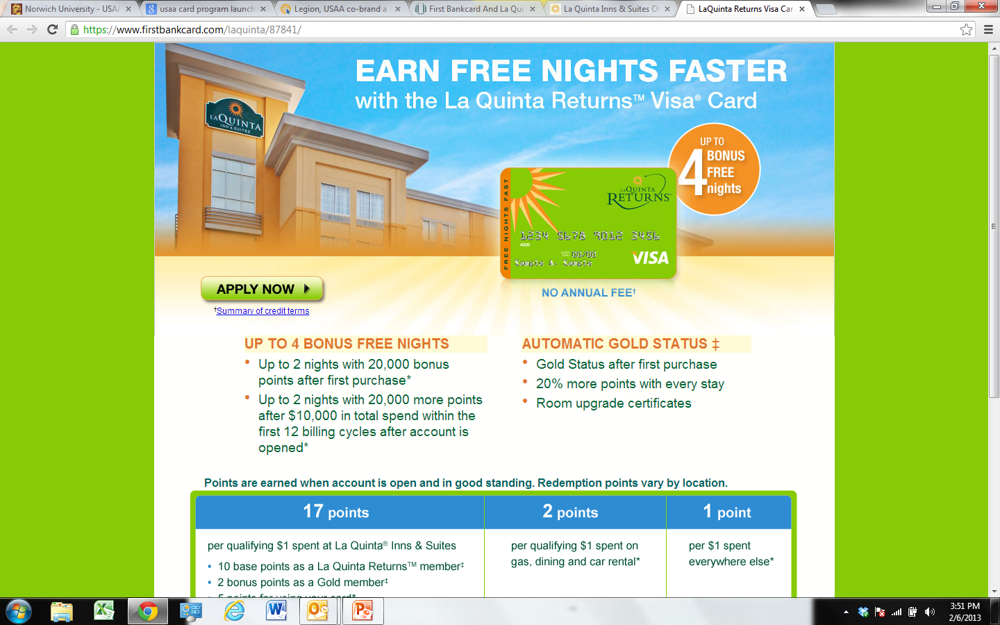 Norwich University - USAA
usaa card program launch
Legion, USAA co-brand a
First Bankcard And La Qui
La Quinta Inns & Suites O
LaQuinta Returns Visa Car
https://www.firstbankcard.com/laquinta/87841/
EARN FREE NIGHTS FASTER
with the La Quinta Returns™ Visa® Card
LAQUINTA
INN & SUITES
UP TO
4 BONUS
FREE
nights
FREE NIGHTS FAST
LAQUINTA
RETURNS™
1234 5678 9012 3456
4000
00/00
Sample A. Sample
VISA
APPLY NOW
†Summary of credit terms
NO ANNUAL FEE†
UP TO 4 BONUS FREE NIGHTS
• Up to 2 nights with 20,000 bonus
points after first purchase*
• Up to 2 nights with 20,000 more points
after $10,000 in total spend within the
first 12 billing cycles after account is
opened*
AUTOMATIC GOLD STATUS ‡
• Gold Status after first purchase
• 20% more points with every stay
• Room upgrade certificates
Points are earned when account is open and in good standing. Redemption points vary by location.
17 points
per qualifying $1 spent at La Quinta® Inns & Suites
• 10 base points as a La Quinta Returns™ member‡
• 2 bonus points as a Gold member‡
• 5 points for using your card*
2 points
per qualifying $1 spent on
gas, dining and car rental*
1 point
per $1 spent
everywhere else*
3:51 PM
2/6/2013